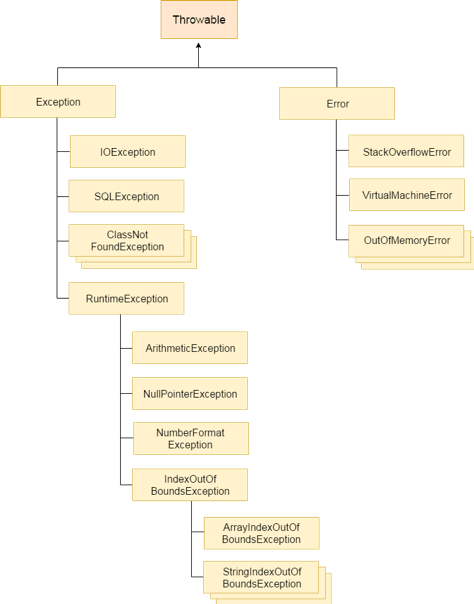 Throwable
Exception
Error
IOException
StackOverflowError
SQLException
VirtualMachineError
ClassNot
FoundException
OutOfMemoryError
RuntimeException
ArithmeticException
NullPointerException
NumberFormat
Exception
IndexOutOf
BoundsException
ArrayIndexOutOf
BoundsException
StringIndexOutOf
BoundsException